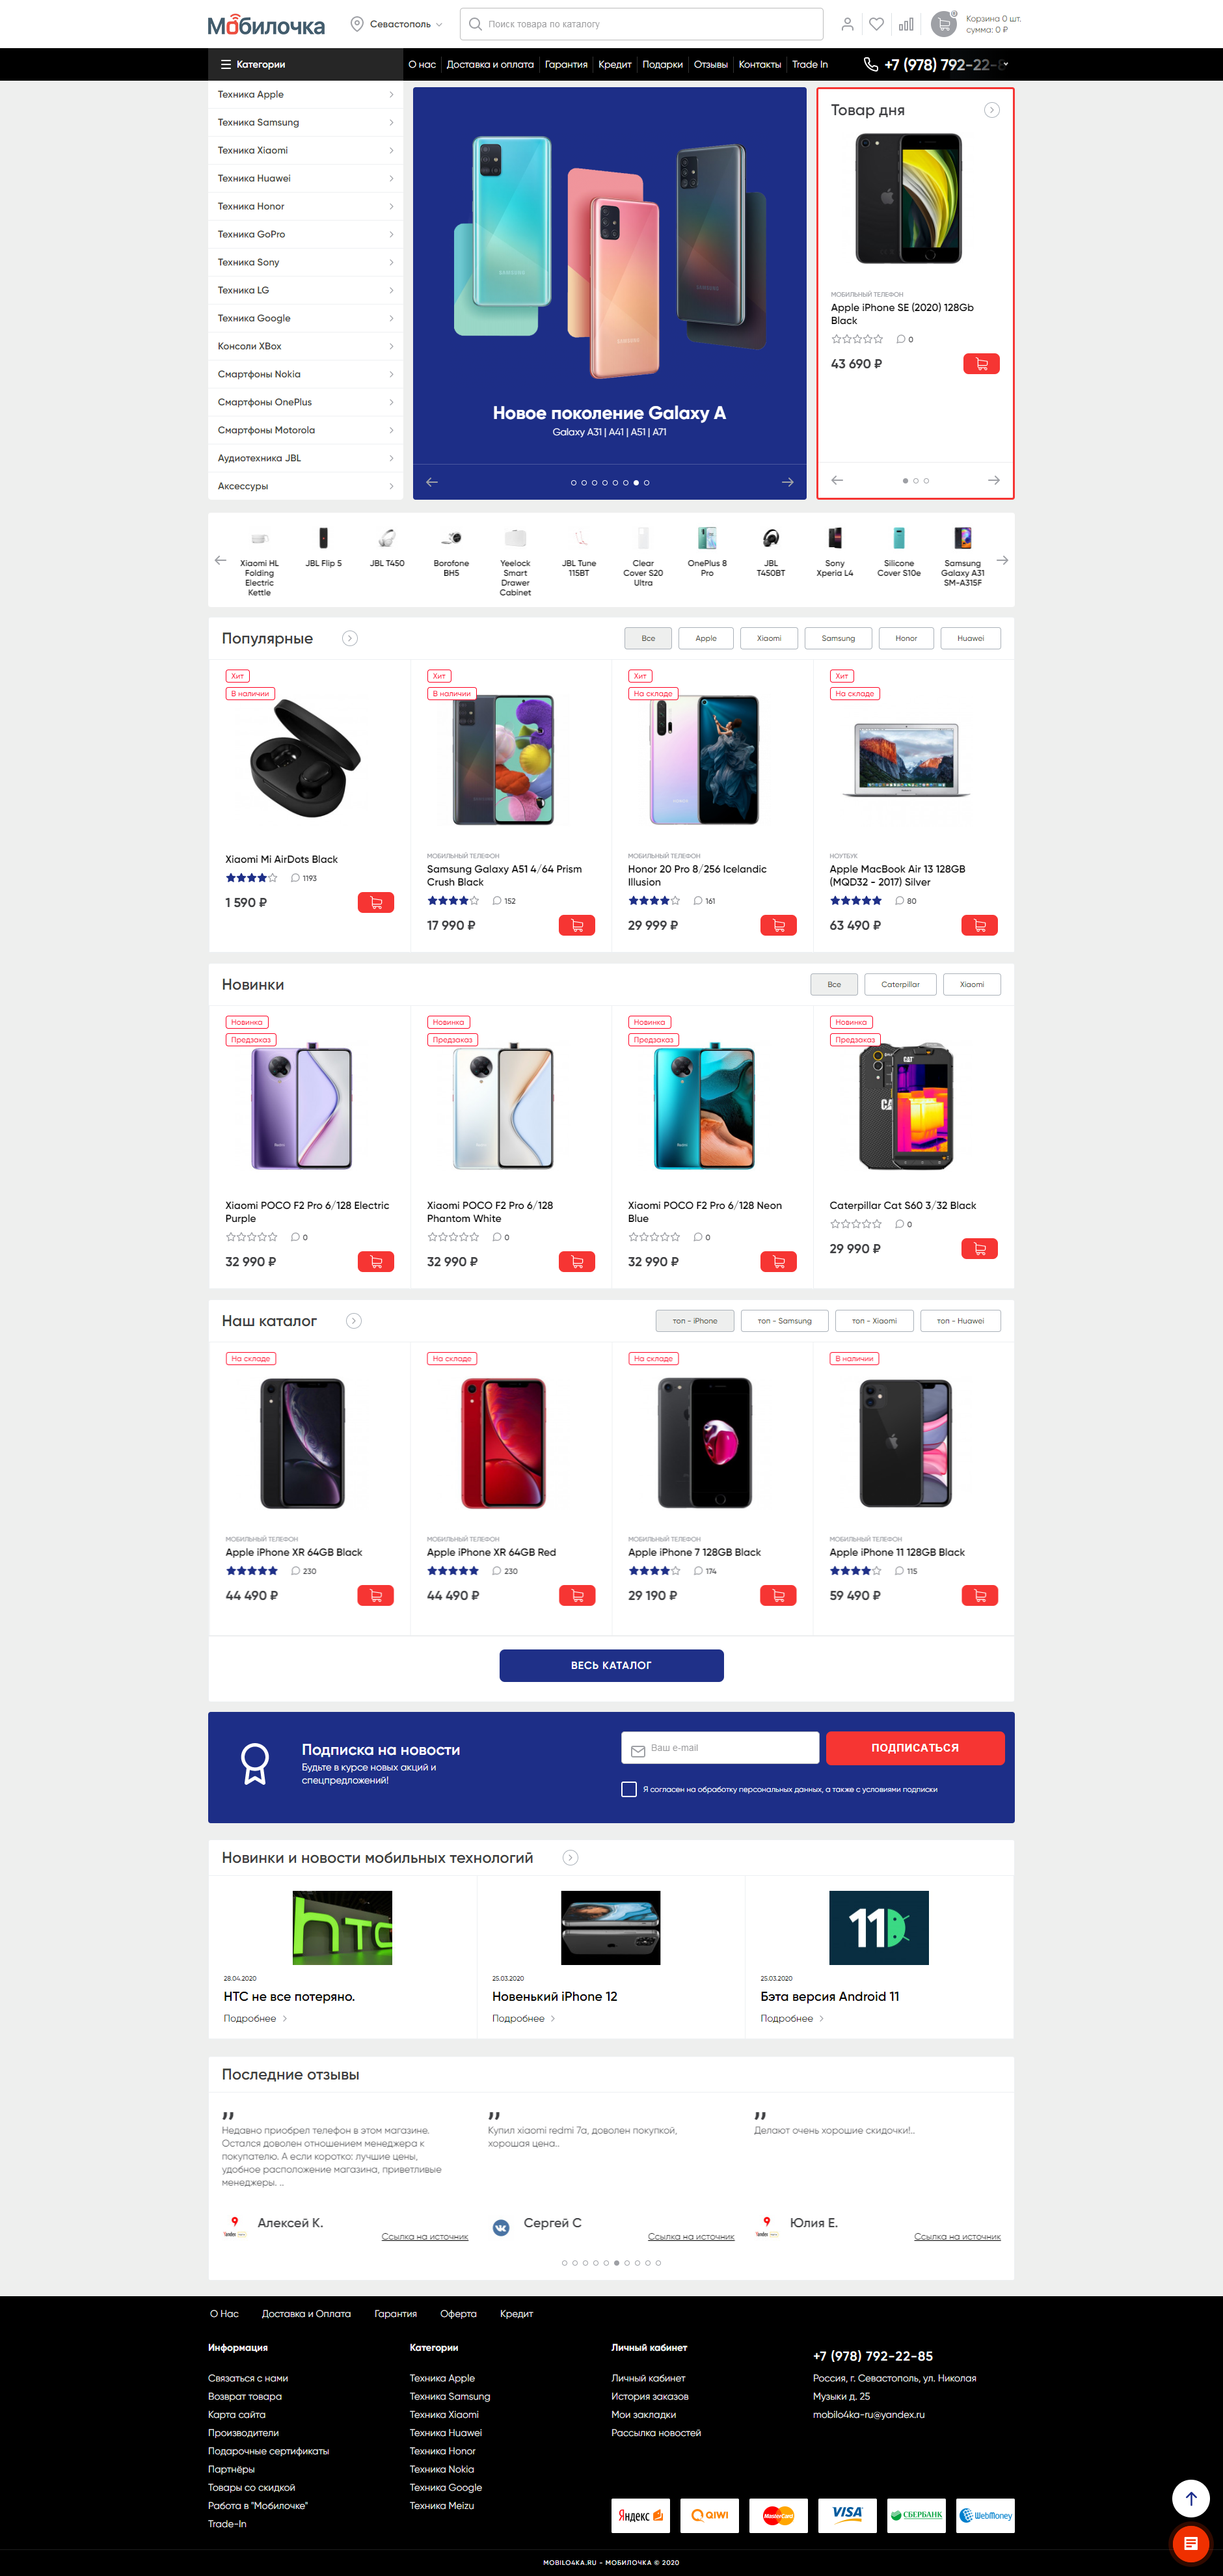 Мобилочка
Севастополь
Поиск товара по каталогу
0
Корзина 0 шт.
сумма: 0 ₽
Категории
О нас
Доставка и оплата
Гарантия
Кредит
Подарки
Отзывы
Контакты
Trade In
+7 (978) 792-22-8
Техника Apple
Техника Samsung
Техника Xiaomi
Техника Huawei
Техника Honor
Техника GoPro
Техника Sony
Техника LG
Техника Google
Консоли XBox
Смартфоны Nokia
Смартфоны OnePlus
Смартфоны Motorola
Аудиотехника JBL
Аксессуры
SAMSUNG
SAMSUNG
SAMSUNG
Новое поколение Galaxy A
Galaxy A31 | A41 | A51 | A71
Товар дня
МОБИЛЬНЫЙ ТЕЛЕФОН
Apple iPhone SE (2020) 128Gb
Black
0
43 690 ₽
Xiaomi HL
Folding
Electric
Kettle
JBL Flip 5
JBL T450
Borofone
BH5
Yeelock
Smart
Drawer
Cabinet
JBL Tune
115BT
Clear
Cover S20
Ultra
OnePlus 8
Pro
JBL
T450BT
Sony
Xperia L4
Silicone
Cover S10e
Samsung
Galaxy A31
SM-A315F
Популярные
Все
Apple
Xiaomi
Samsung
Honor
Huawei
Хит
В наличии
Xiaomi Mi AirDots Black
1193
1 590 ₽
Хит
В наличии
МОБИЛЬНЫЙ ТЕЛЕФОН
Samsung Galaxy A51 4/64 Prism
Crush Black
152
17 990 ₽
Хит
На складе
МОБИЛЬНЫЙ ТЕЛЕФОН
Honor 20 Pro 8/256 Icelandic
Illusion
161
29 999 ₽
Хит
На складе
НОУТБУК
Apple MacBook Air 13 128GB
(MQD32 - 2017) Silver
80
63 490 ₽
Новинки
Все
Caterpillar
Xiaomi
Новинка
Предзаказ
Xiaomi POCO F2 Pro 6/128 Electric
Purple
0
32 990 ₽
Новинка
Предзаказ
Xiaomi POCO F2 Pro 6/128
Phantom White
0
32 990 ₽
Новинка
Предзаказ
Xiaomi POCO F2 Pro 6/128 Neon
Blue
0
32 990 ₽
Новинка
Предзаказ
CAT
Caterpillar Cat S60 3/32 Black
0
29 990 ₽
Наш каталог
топ - iPhone
топ - Samsung
топ - Xiaomi
топ - Huawei
На складе
МОБИЛЬНЫЙ ТЕЛЕФОН
Apple iPhone XR 64GB Black
230
44 490 ₽
На складе
МОБИЛЬНЫЙ ТЕЛЕФОН
Apple iPhone XR 64GB Red
230
44 490 ₽
На складе
МОБИЛЬНЫЙ ТЕЛЕФОН
Apple iPhone 7 128GB Black
174
29 190 ₽
В наличии
МОБИЛЬНЫЙ ТЕЛЕФОН
Apple iPhone 11 128GB Black
115
59 490 ₽
ВЕСЬ КАТАЛОГ
Подписка на новости
Будьте в курсе новых акций и
спецпредложений!
Ваш e-mail
ПОДПИСАТЬСЯ
Я согласен на обработку персональных данных, а также с условиями подписки
Новинки и новости мобильных технологий
hTC
28.04.2020
HTC не все потеряно.
Подробнее
25.03.2020
Новенький iPhone 12
Подробнее
11
25.03.2020
Бэта версия Android 11
Подробнее
Последние отзывы
Недавно приобрел телефон в этом магазине.
Остался доволен отношением менеджера к
покупателю. А если коротко: лучшие цены,
удобное расположение магазина, приветливые
менеджеры. ..
Алексей К.
Ссылка на источник
Купил xiaomi redmi 7a, доволен покупкой,
хорошая цена..
Сергей С
Ссылка на источник
Делают очень хорошие скидочки!..
Юлия Е.
Ссылка на источник
О Нас
Доставка и Оплата
Гарантия
Оферта
Кредит
Информация
Связаться с нами
Возврат товара
Карта сайта
Производители
Подарочные сертификаты
Партнёры
Товары со скидкой
Работа в "Мобилочке"
Trade-In
Категории
Техника Apple
Техника Samsung
Техника Xiaomi
Техника Huawei
Техника Honor
Техника Nokia
Техника Google
Техника Meizu
Личный кабинет
Личный кабинет
История заказов
Мои закладки
Рассылка новостей
+7 (978) 792-22-85
Россия, г. Севастополь, ул. Николая
Музыки д. 25
mobilo4ka-ru@yandex.ru
Яндекс
QIWI
MasterCard
VISA
СБЕРБАНК
WebMoney
MOBILO4KA.RU - МОБИЛОЧКА © 2020